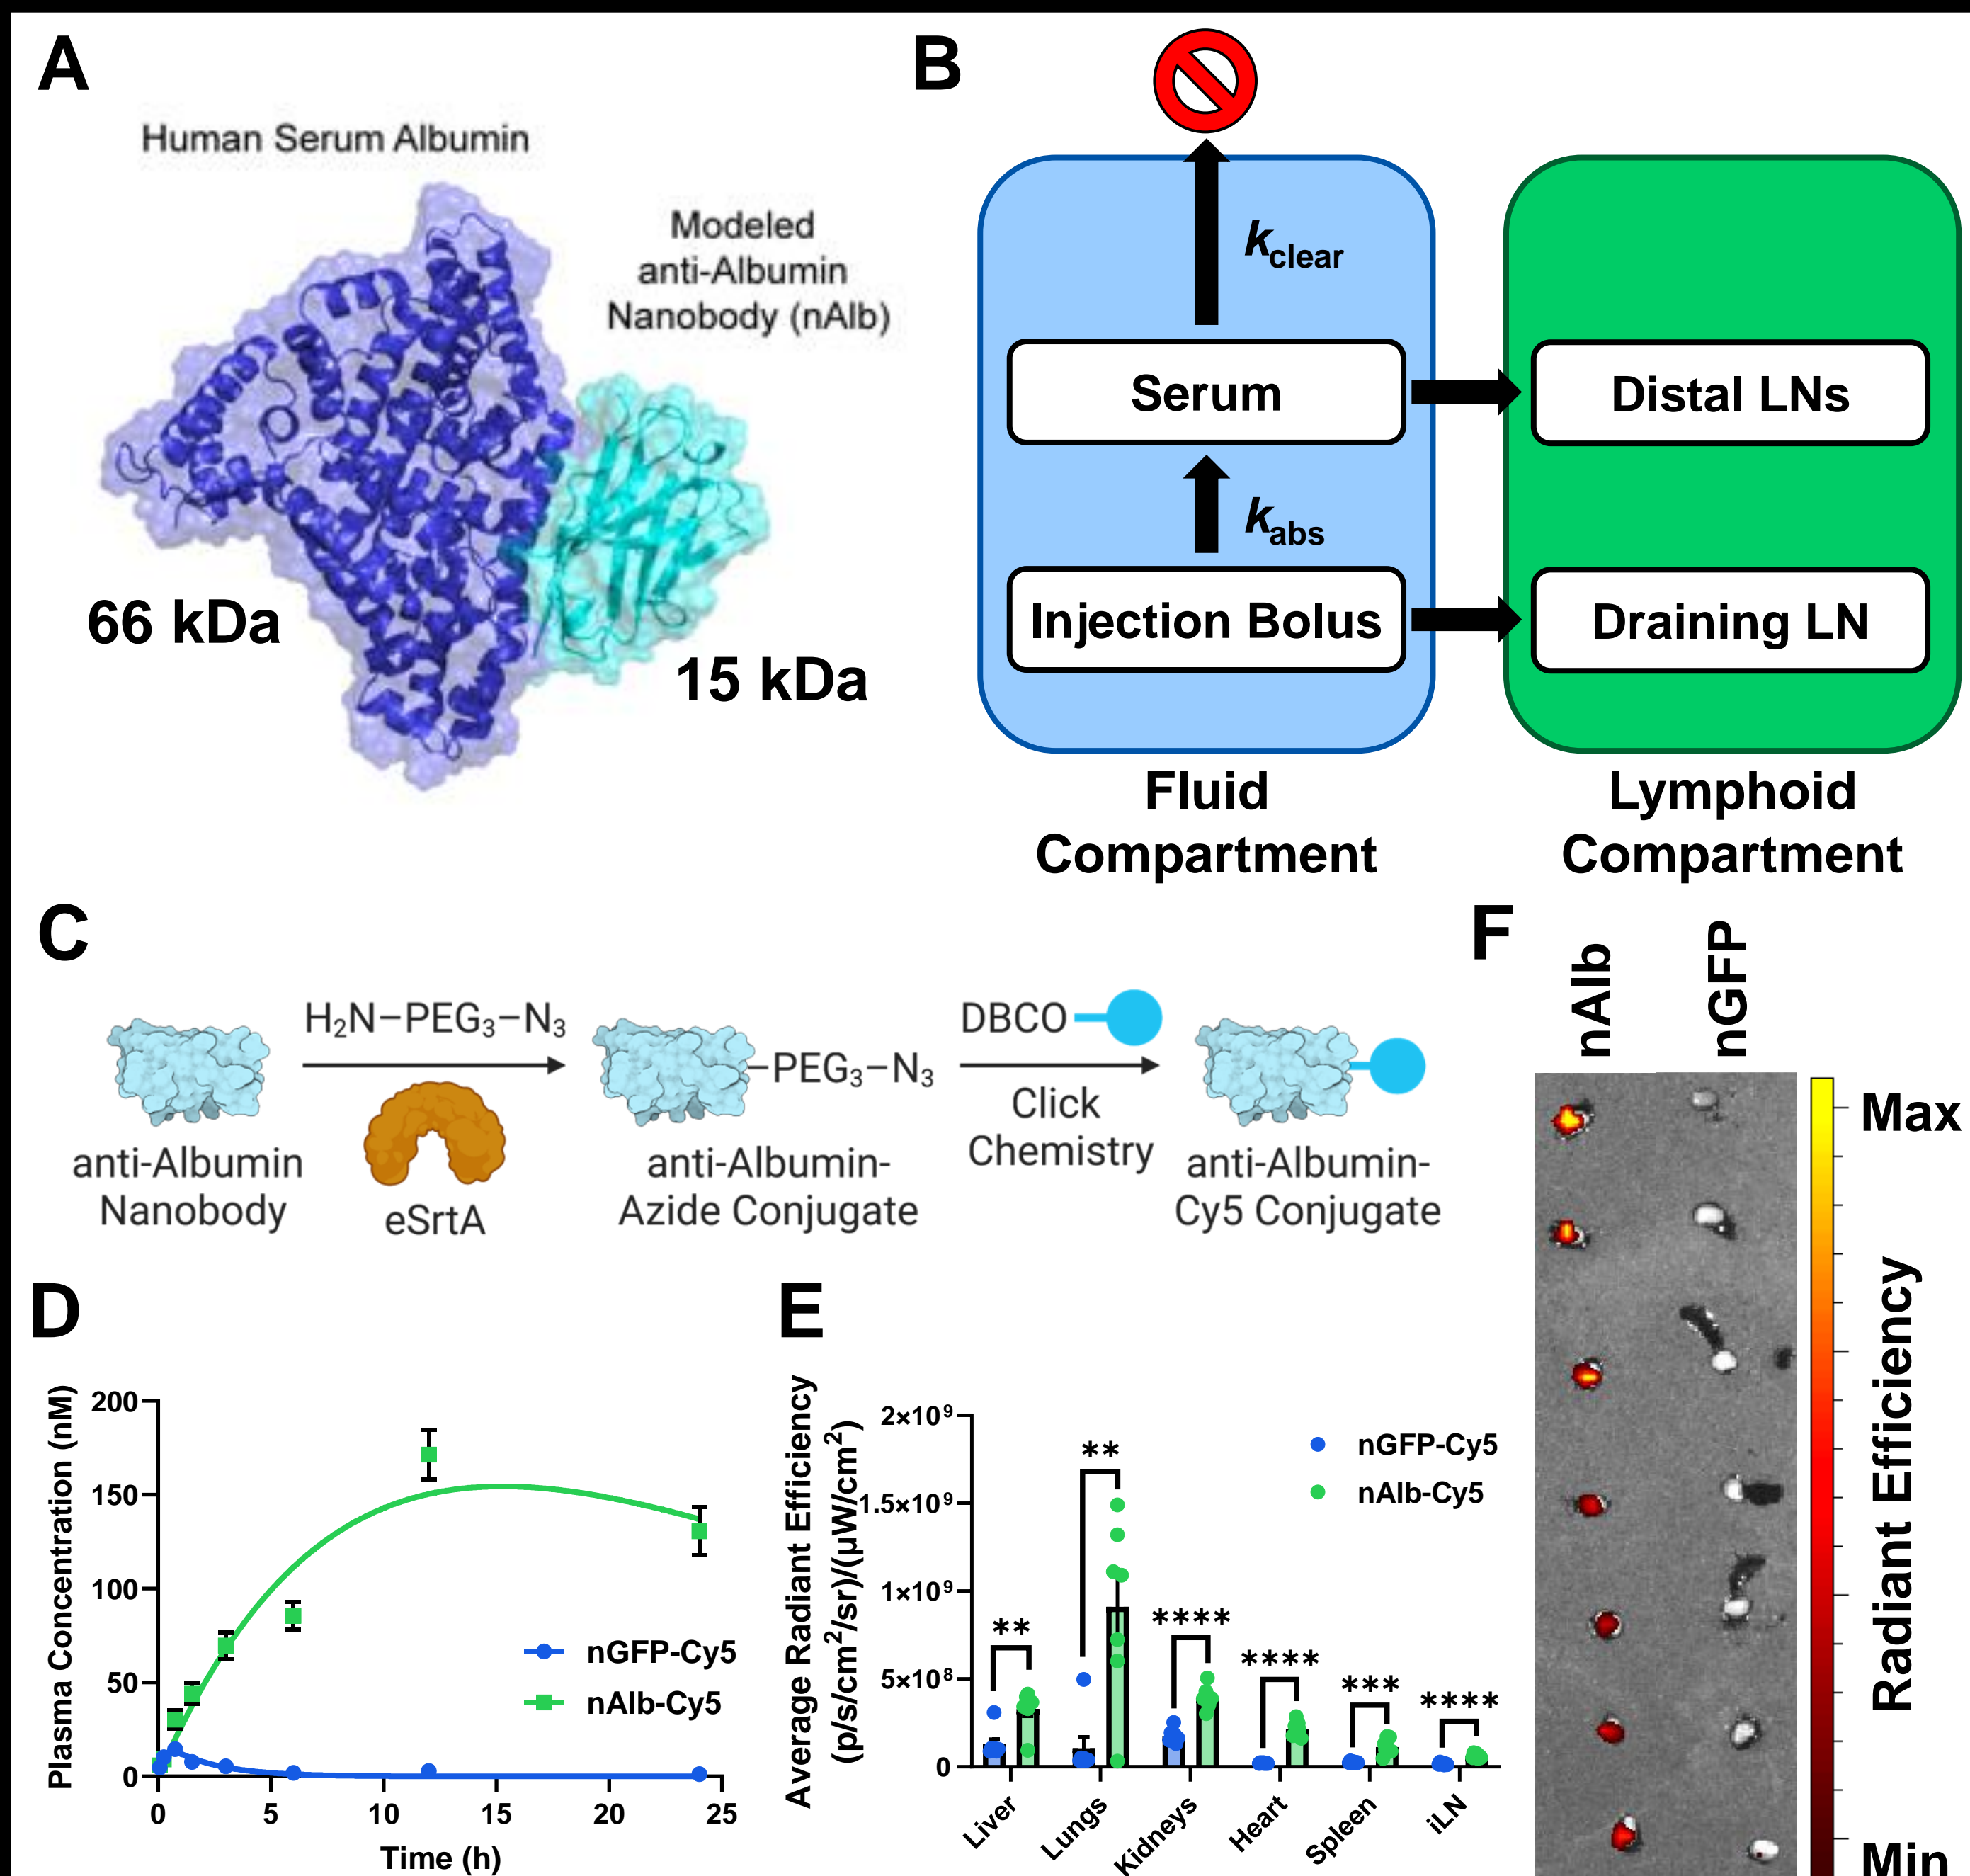 A
Human Serum Albumin
Modeled
anti-Albumin
Nanobody (nAlb)
66 kDa
15 kDa
B
k_clear
Serum
Distal LNs
k_abs
Injection Bolus
Draining LN
Fluid
Compartment
Lymphoid
Compartment
C
H₂N–PEG₃–N₃
anti-Albumin
Nanobody
eSrtA
–PEG₃–N₃
anti-Albumin-
Azide Conjugate
DBCO
Click
Chemistry
anti-Albumin-
Cy5 Conjugate
D
Plasma Concentration (nM)
200
150
100
50
0
0 5 10 15 20 25
Time (h)
nGFP-Cy5
nAlb-Cy5
E
Average Radiant Efficiency
(p/s/cm²/sr)/(µW/cm²)
2×10⁹
1.5×10⁹
1×10⁹
5×10⁸
0
** ** **** **** *** ****
nGFP-Cy5
nAlb-Cy5
Liver Lungs Kidneys Heart Spleen iLN
F
nAlb
nGFP
Max
Radiant Efficiency
Min